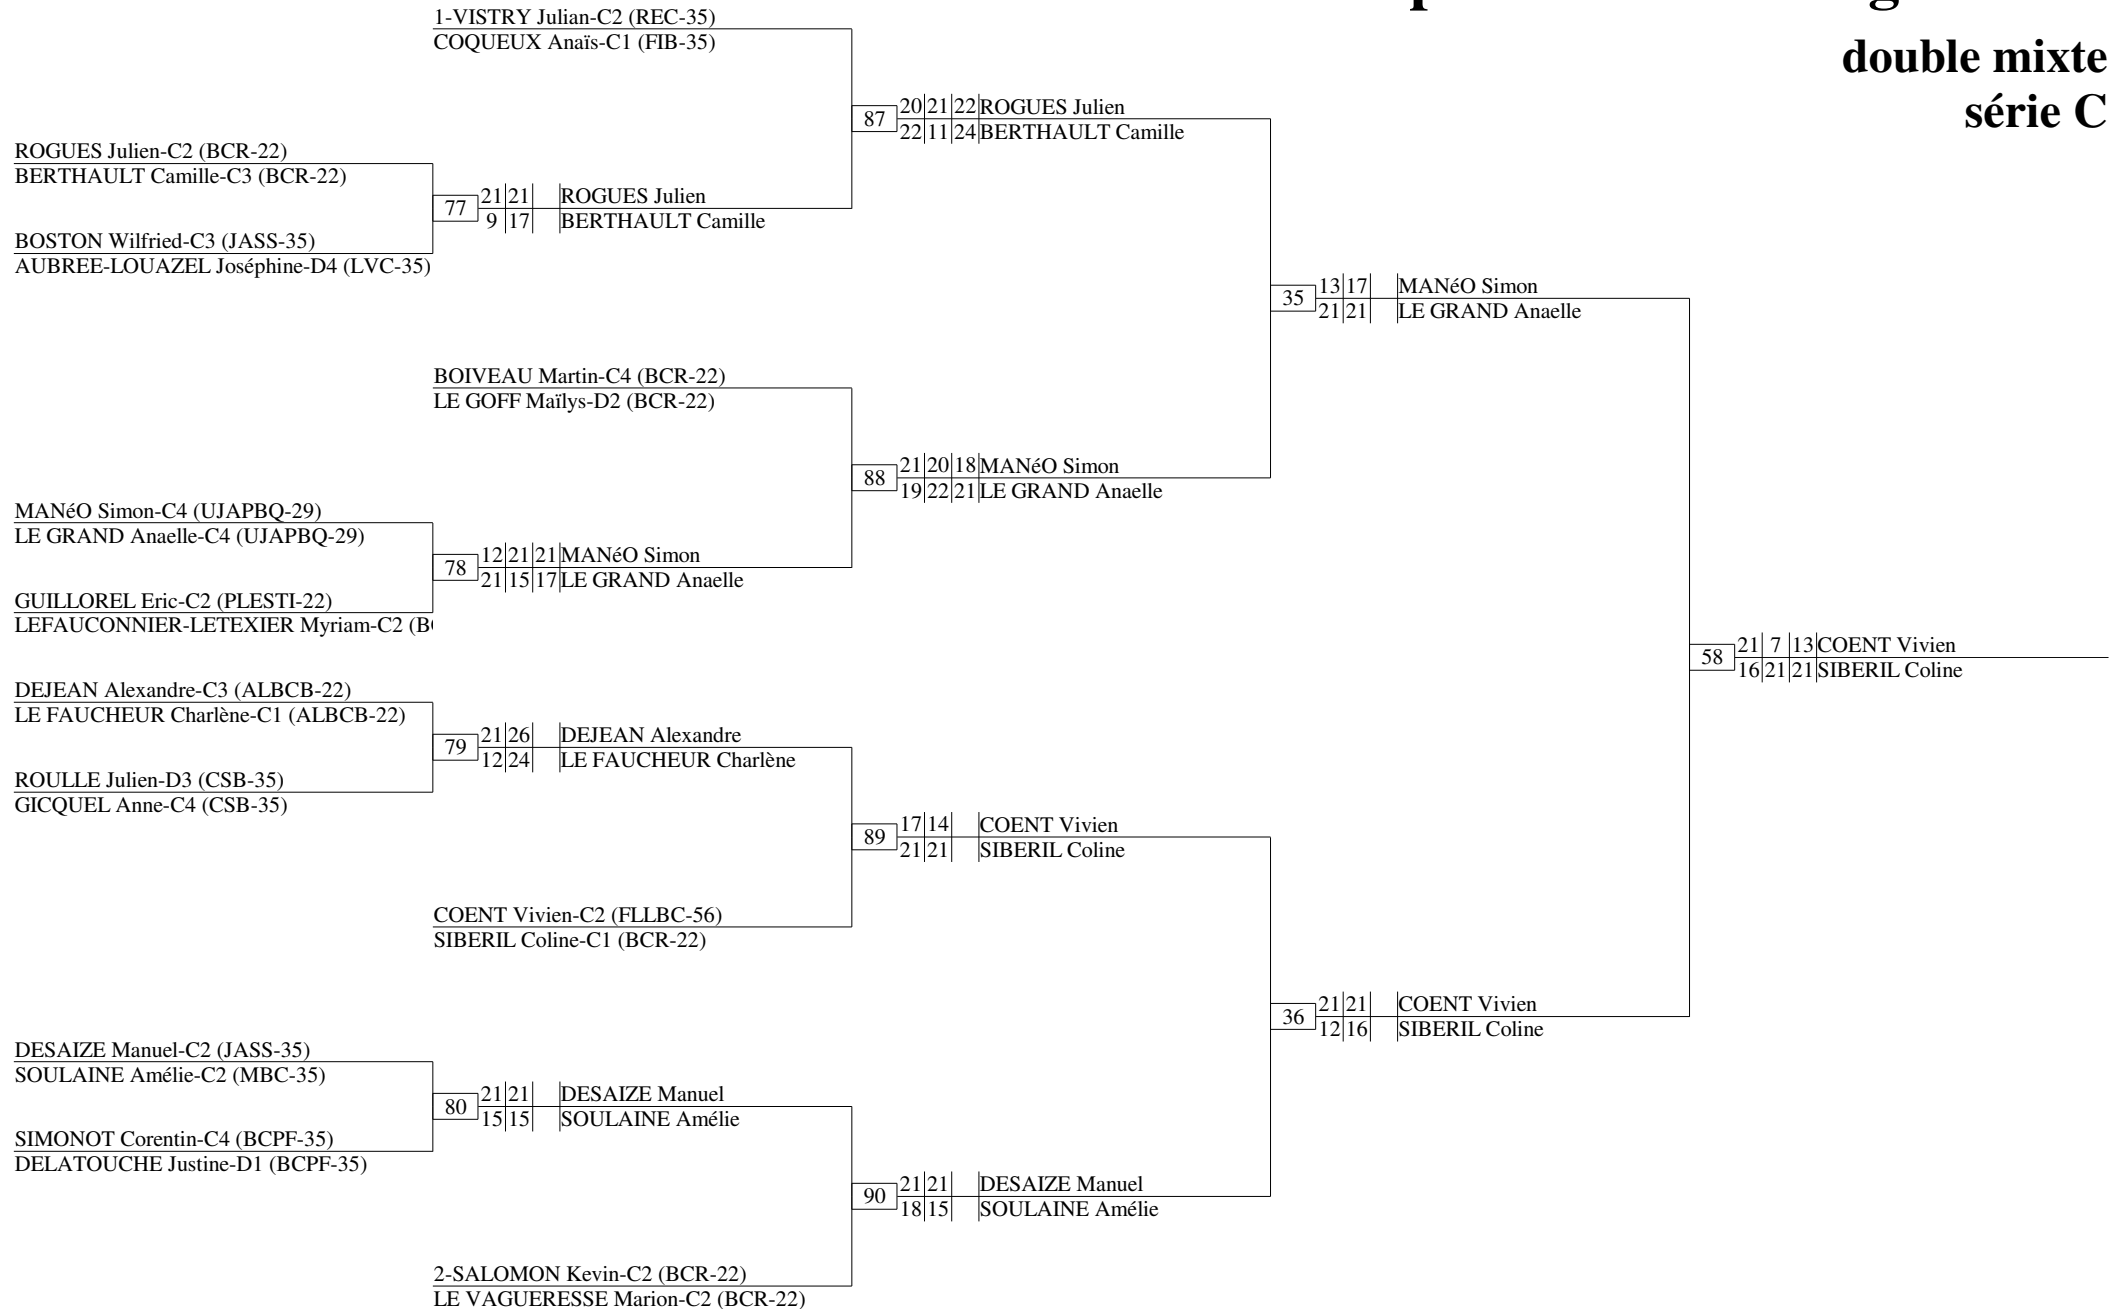 double mixte
série C
1-VISTRY Julian-C2 (REC-35)
COQUEUX Anaïs-C1 (FIB-35)
87
20 21 22 ROGUES Julien
22 11 24 BERTHAULT Camille
ROGUES Julien-C2 (BCR-22)
BERTHAULT Camille-C3 (BCR-22)
77
21 21 ROGUES Julien
9 17 BERTHAULT Camille
BOSTON Wilfried-C3 (JASS-35)
AUBREE-LOUAZEL Joséphine-D4 (LVC-35)
35
13 17 MANéO Simon
21 21 LE GRAND Anaelle
BOIVEAU Martin-C4 (BCR-22)
LE GOFF Maïlys-D2 (BCR-22)
88
21 20 18 MANéO Simon
19 22 21 LE GRAND Anaelle
MANéO Simon-C4 (UJAPBQ-29)
LE GRAND Anaelle-C4 (UJAPBQ-29)
78
12 21 21 MANéO Simon
21 15 17 LE GRAND Anaelle
GUILLOREL Eric-C2 (PLESTI-22)
LEFAUCONNIER-LETEXIER Myriam-C2
58
21 7 13 COENT Vivien
16 21 21 SIBERIL Coline
DEJEAN Alexandre-C3 (ALBCB-22)
LE FAUCHEUR Charlène-C1 (ALBCB-22)
79
21 26 DEJEAN Alexandre
12 24 LE FAUCHEUR Charlène
ROULLE Julien-D3 (CSB-35)
GICQUEL Anne-C4 (CSB-35)
89
17 14 COENT Vivien
21 21 SIBERIL Coline
COENT Vivien-C2 (FLLBC-56)
SIBERIL Coline-C1 (BCR-22)
36
21 21 COENT Vivien
12 16 SIBERIL Coline
DESAIZE Manuel-C2 (JASS-35)
SOULAINE Amélie-C2 (MBC-35)
80
21 21 DESAIZE Manuel
15 15 SOULAINE Amélie
SIMONOT Corentin-C4 (BCPF-35)
DELATOUCHE Justine-D1 (BCPF-35)
90
21 21 DESAIZE Manuel
18 15 SOULAINE Amélie
2-SALOMON Kevin-C2 (BCR-22)
LE VAGUERESSE Marion-C2 (BCR-22)